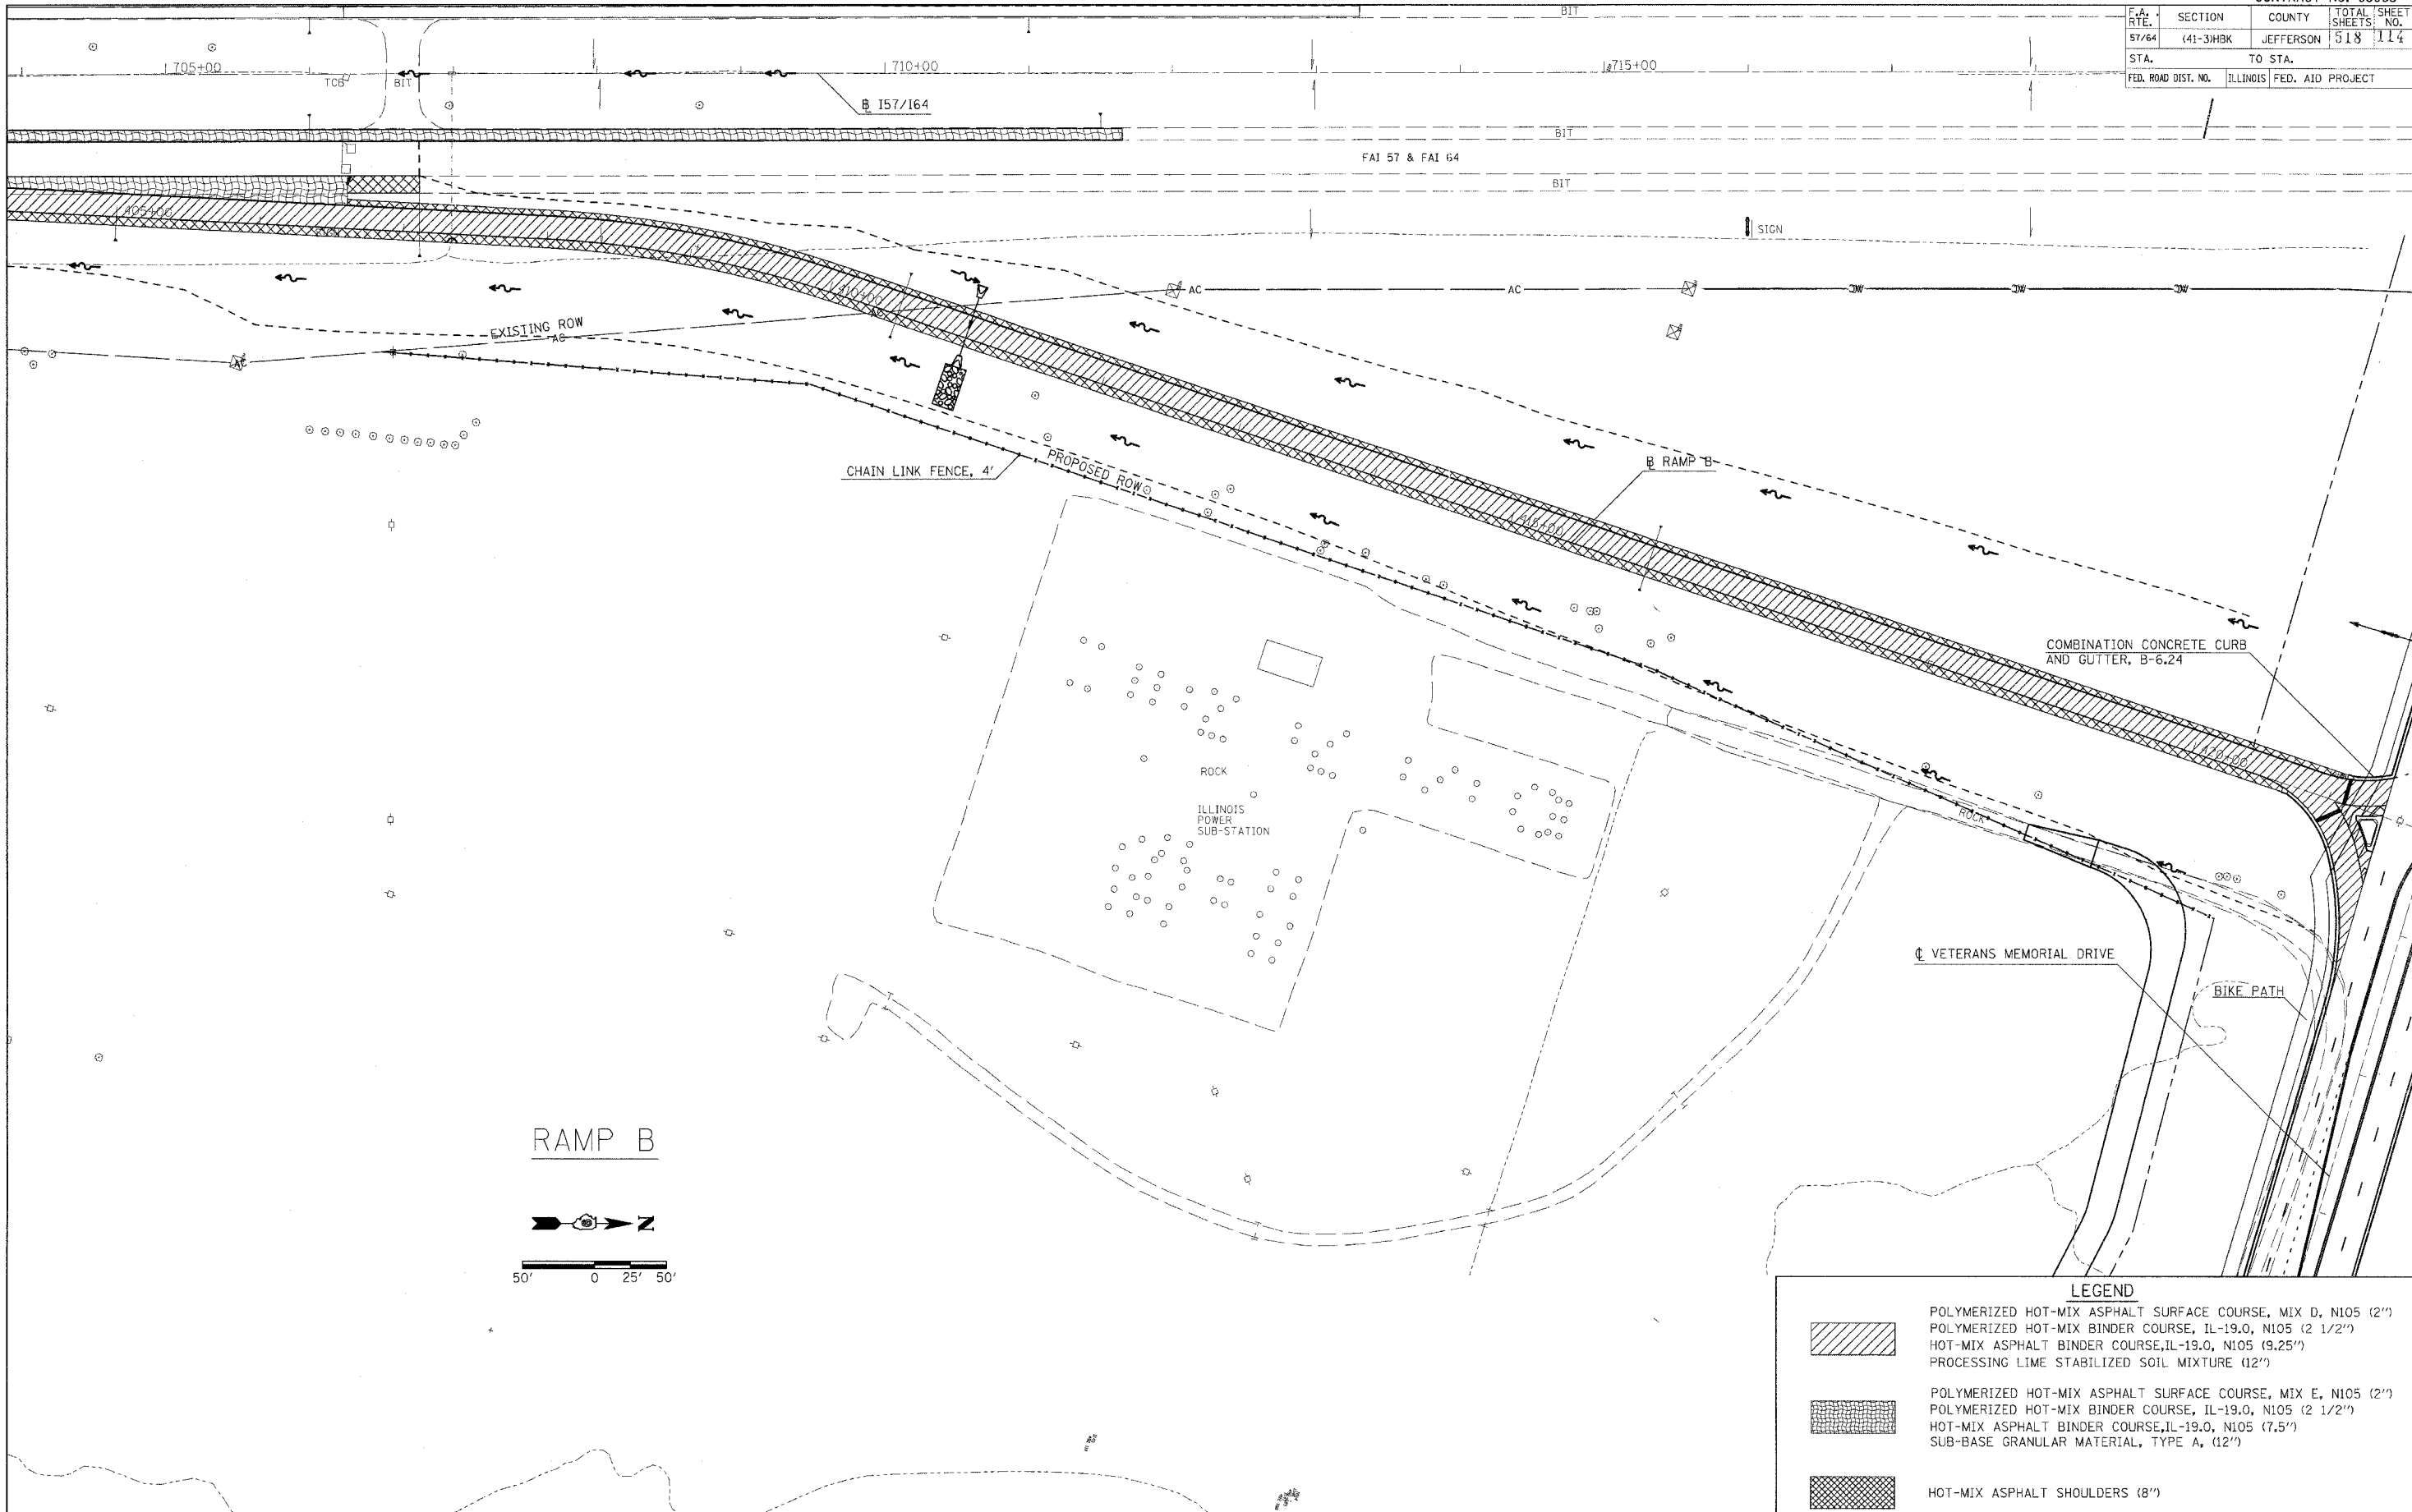 F.A. RTE. SECTION COUNTY TOTAL SHEETS SHEET NO.
57/64 (41-3)HBK JEFFERSON 518 114
STA. TO STA.
FED. ROAD DIST. NO. ILLINOIS FED. AID PROJECT
BIT
705+00
710+00
715+00
TCB
BIT
℄ I57/I64
BIT
FAI 57 & FAI 64
BIT
405+00
SIGN
410+00
AC
AC
AC
EXISTING ROW
AC
AC
CHAIN LINK FENCE, 4'
PROPOSED ROW
℄ RAMP B
415+00
COMBINATION CONCRETE CURB
AND GUTTER, B-6.24
420+00
ROCK
ILLINOIS
POWER
SUB-STATION
ROCK
℄ VETERANS MEMORIAL DRIVE
BIKE PATH
RAMP B
N
50' 0 25' 50'
LEGEND
POLYMERIZED HOT-MIX ASPHALT SURFACE COURSE, MIX D, N105 (2")
POLYMERIZED HOT-MIX BINDER COURSE, IL-19.0, N105 (2 1/2")
HOT-MIX ASPHALT BINDER COURSE,IL-19.0, N105 (9.25")
PROCESSING LIME STABILIZED SOIL MIXTURE (12")
POLYMERIZED HOT-MIX ASPHALT SURFACE COURSE, MIX E, N105 (2")
POLYMERIZED HOT-MIX BINDER COURSE, IL-19.0, N105 (2 1/2")
HOT-MIX ASPHALT BINDER COURSE,IL-19.0, N105 (7.5")
SUB-BASE GRANULAR MATERIAL, TYPE A, (12")
HOT-MIX ASPHALT SHOULDERS (8")